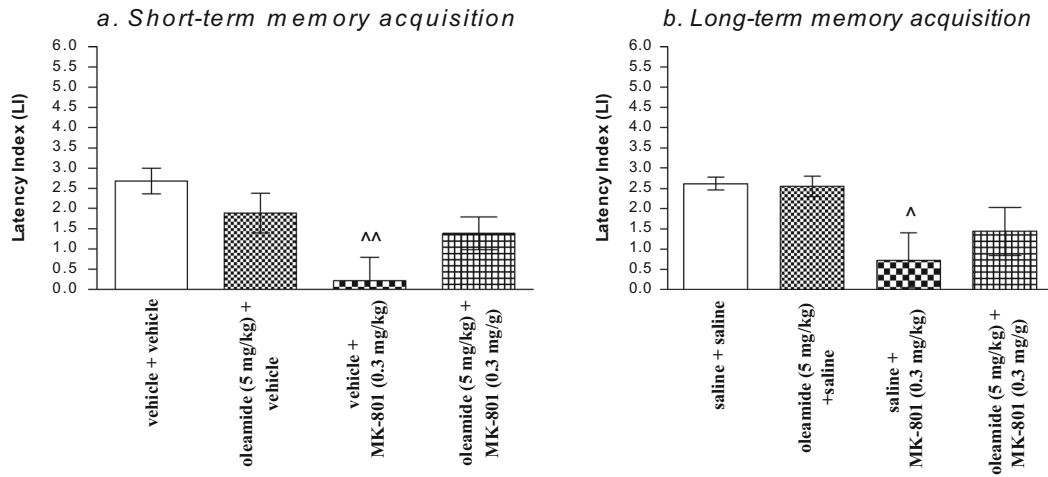 a. Short-term memory acquisition
Latency Index (LI)
6.0
5.5
5.0
4.5
4.0
3.5
3.0
2.5
2.0
1.5
1.0
0.5
0.0
^^
vehicle + vehicle
oleamide (5 mg/kg) +
vehicle
vehicle +
MK-801 (0.3 mg/kg)
oleamide (5 mg/kg) +
MK-801 (0.3 mg/g)
b. Long-term memory acquisition
Latency Index (LI)
6.0
5.5
5.0
4.5
4.0
3.5
3.0
2.5
2.0
1.5
1.0
0.5
0.0
^
saline + saline
oleamide (5 mg/kg)
+saline
saline +
MK-801 (0.3 mg/kg)
oleamide (5 mg/kg) +
MK-801 (0.3 mg/g)